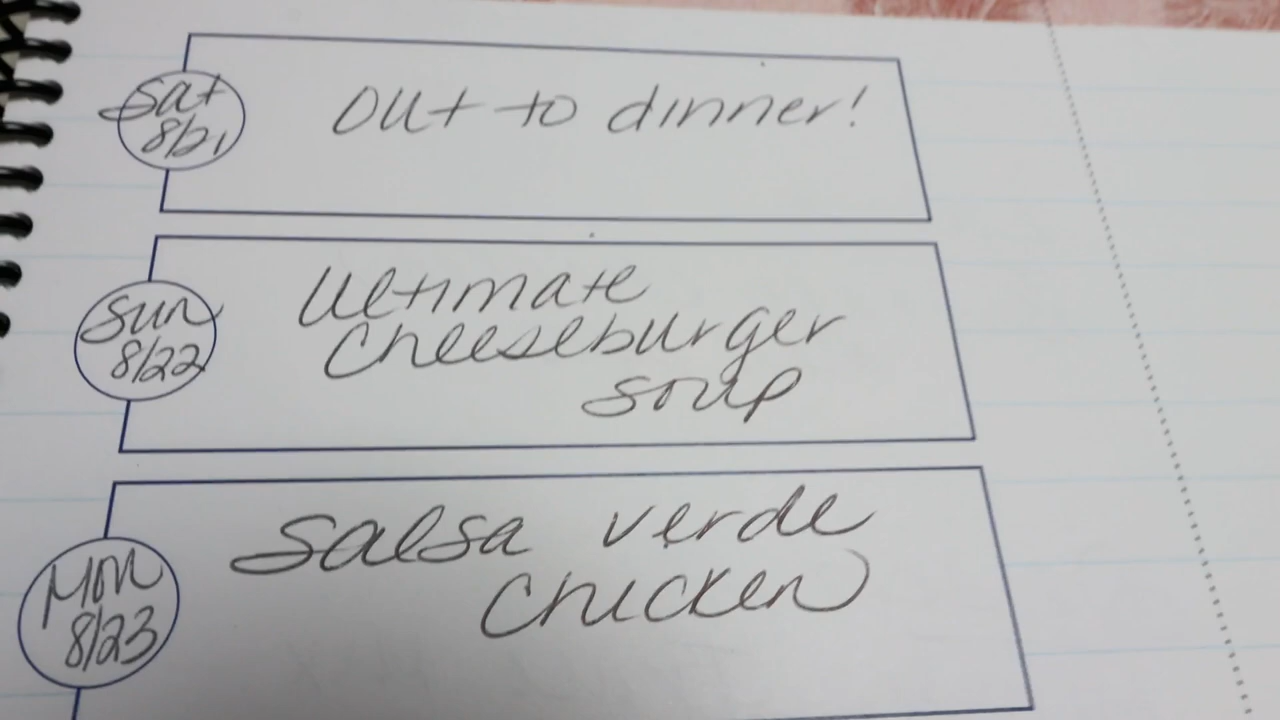 Sat
8/21
Out to dinner!
Sun
8/22
Ultimate
Cheeseburger
soup
Mon
8/23
Salsa verde
Chicken